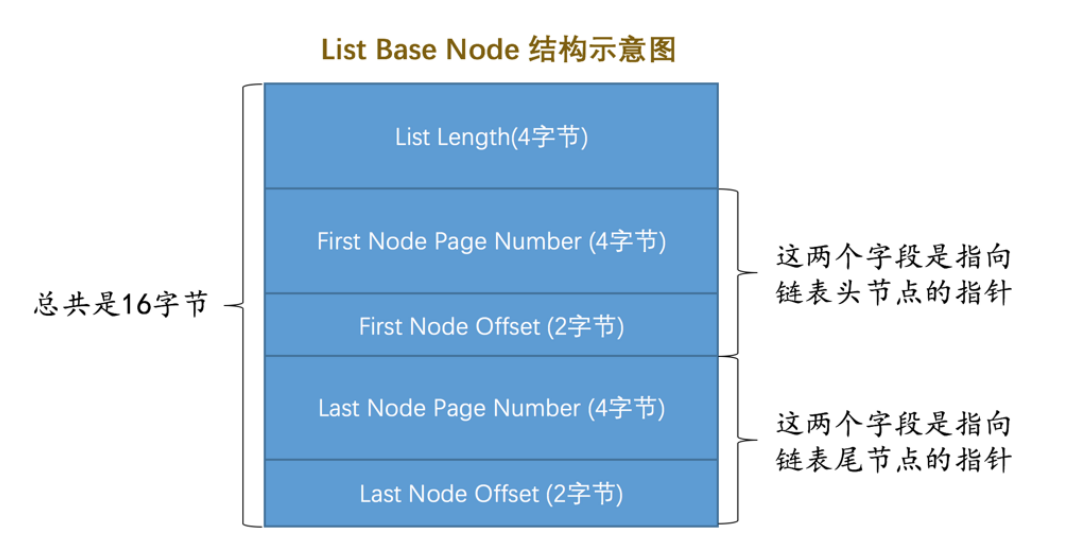 List Base Node 结构示意图
List Length(4字节)
First Node Page Number (4字节)
First Node Offset (2字节)
Last Node Page Number (4字节)
Last Node Offset (2字节)
总共是16字节
这两个字段是指向
链表头节点的指针
这两个字段是指向
链表尾节点的指针